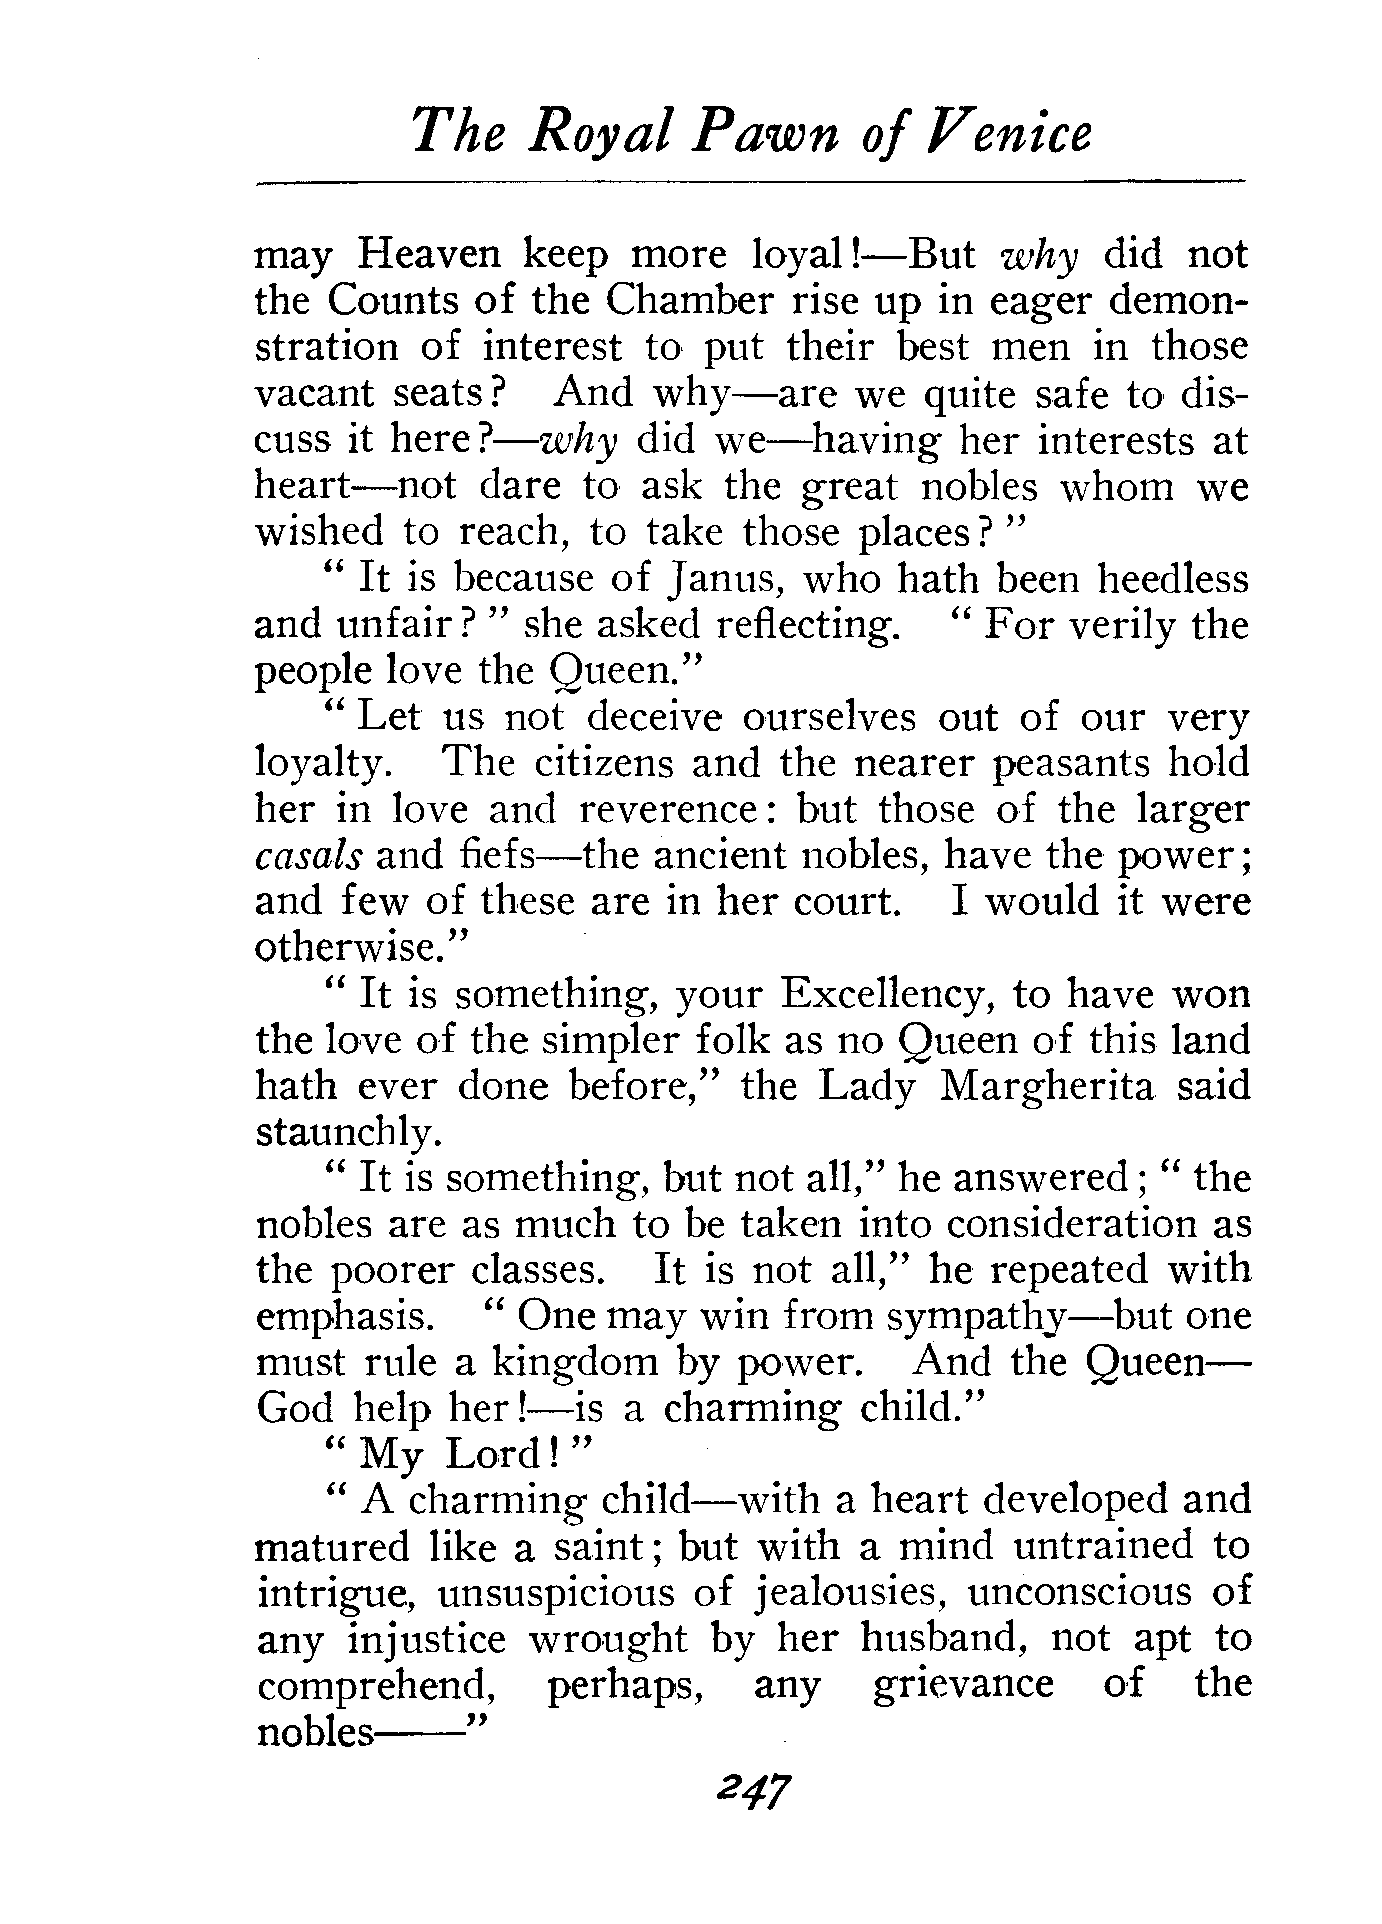 The Royal Pawn of Venice
may Heaven keep more loyal!—But why did not
the Counts of the Chamber rise up in eager demon-
stration of interest to put their best men in those
vacant seats? And why—are we quite safe to dis-
cuss it here?—why did we—having her interests at
heart—not dare to ask the great nobles whom we
wished to reach, to take those places?"
"It is because of Janus, who hath been heedless
and unfair?" she asked reflecting. "For verily the
people love the Queen."
"Let us not deceive ourselves out of our very
loyalty. The citizens and the nearer peasants hold
her in love and reverence: but those of the larger
casals and fiefs—the ancient nobles, have the power;
and few of these are in her court. I would it were
otherwise."
"It is something, your Excellency, to have won
the love of the simpler folk as no Queen of this land
hath ever done before," the Lady Margherita said
staunchly.
"It is something, but not all," he answered; "the
nobles are as much to be taken into consideration as
the poorer classes. It is not all," he repeated with
emphasis. "One may win from sympathy—but one
must rule a kingdom by power. And the Queen—
God help her!—is a charming child."
"My Lord!"
"A charming child—with a heart developed and
matured like a saint; but with a mind untrained to
intrigue, unsuspicious of jealousies, unconscious of
any injustice wrought by her husband, not apt to
comprehend, perhaps, any grievance of the
nobles——"
247